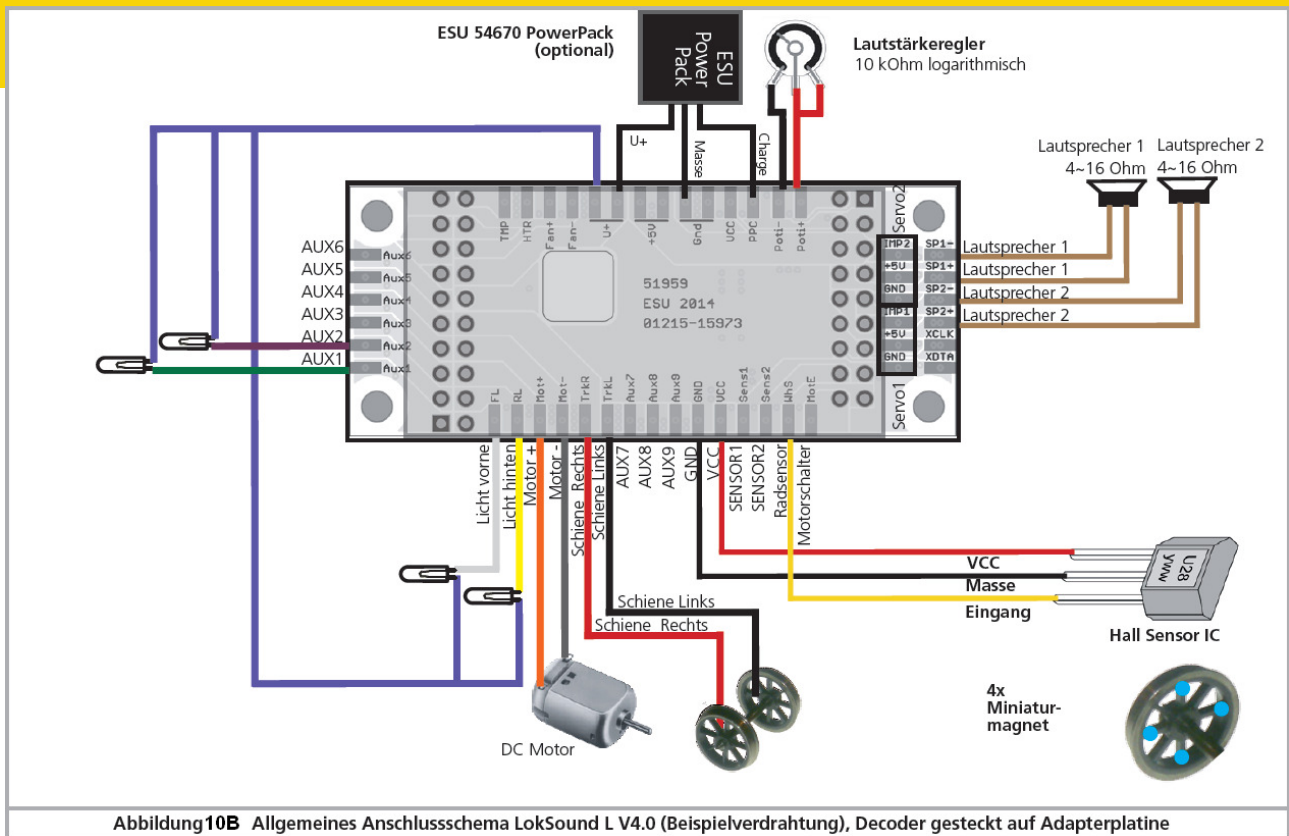 ESU 54670 PowerPack
(optional)
ESU
Power
Pack
Lautstärkeregler
10 kOhm logarithmisch
U+
Masse
Charge
Lautsprecher 1
4~16 Ohm
Lautsprecher 2
4~16 Ohm
TMP
HTR
Fan+
Fan-
U+
+5V
Gnd
VCC
PPC
Poti-
Poti+
Servo2
AUX6
AUX5
AUX4
AUX3
AUX2
AUX1
Aux6
Aux5
Aux4
Aux3
Aux2
Aux1
51959
ESU 2014
01215-15973
IMP2
+5V
GND
IMP1
+5V
GND
SP1-
SP1+
SP2-
SP2+
XCLK
XDTA
Lautsprecher 1
Lautsprecher 1
Lautsprecher 2
Lautsprecher 2
Servo1
FL
RL
Mot+
Mot-
TrkR
TrkL
Aux7
Aux8
Aux9
GND
VCC
Sens1
Sens2
WhS
MotE
Licht vorne
Licht hinten
Motor +
Motor -
Schiene Rechts
Schiene Links
AUX7
AUX8
AUX9
GND
VCC
SENSOR1
SENSOR2
Radsensor
Motorschalter
VCC
Masse
Eingang
U28
yww
Hall Sensor IC
Schiene Links
Schiene Rechts
DC Motor
4x
Miniatur-
magnet
Abbildung10B Allgemeines Anschlussschema LokSound L V4.0 (Beispielverdrahtung), Decoder gesteckt auf Adapterplatine